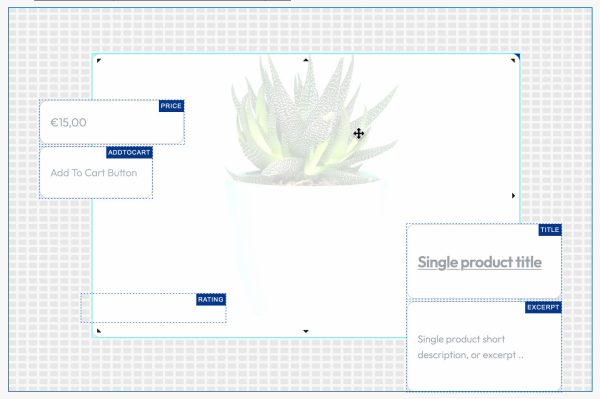 PRICE
€15,00
ADDTOCART
Add To Cart Button
TITLE
Single product title
RATING
EXCERPT
Single product short
description, or excerpt ..